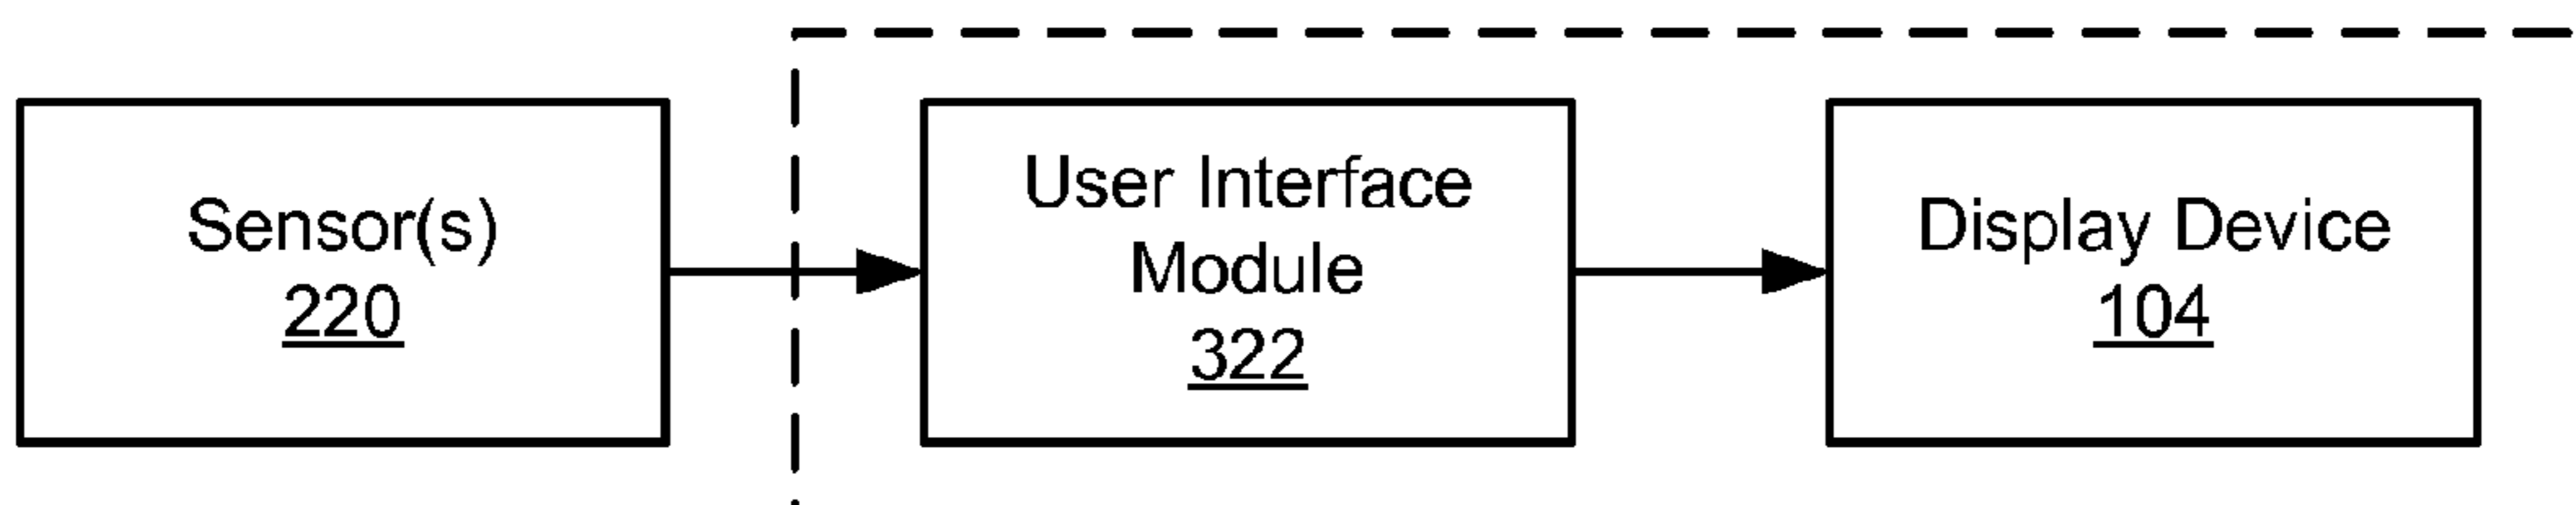 Sensor(s)
220
User Interface
Module
322
Display Device
104